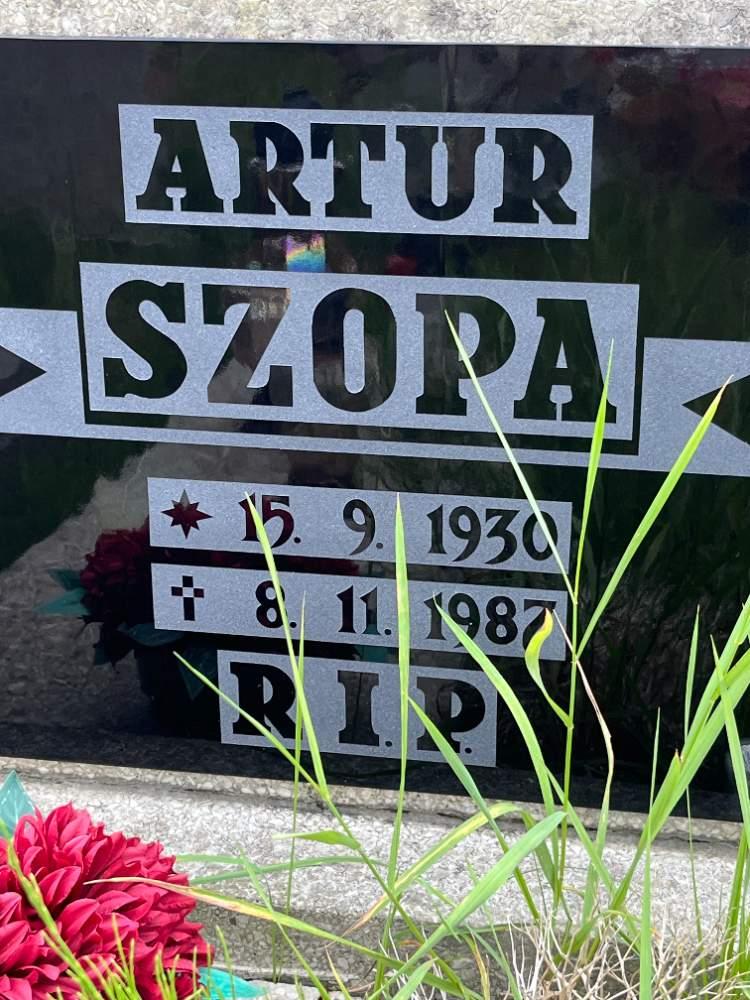 ARTUR
SZOPA
15. 9. 1930
8. 11. 1987
R.I.P.